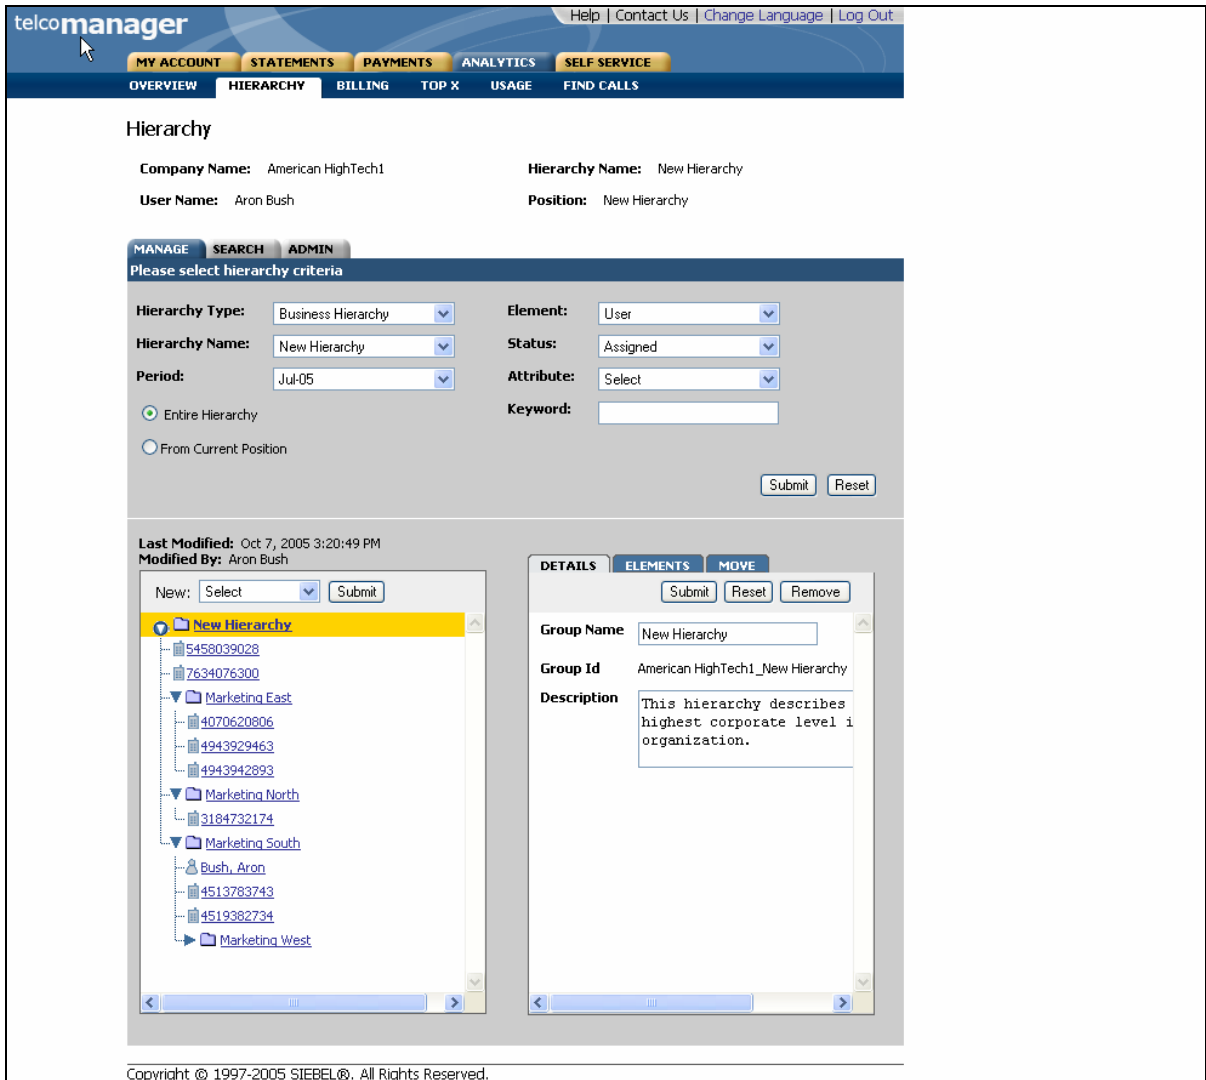 telcomanager
Help | Contact Us | Change Language | Log Out
MY ACCOUNT STATEMENTS PAYMENTS ANALYTICS SELF SERVICE
OVERVIEW HIERARCHY BILLING TOP X USAGE FIND CALLS
Hierarchy
Company Name: American HighTech1 Hierarchy Name: New Hierarchy
User Name: Aron Bush Position: New Hierarchy
MANAGE SEARCH ADMIN
Please select hierarchy criteria
Hierarchy Type: Business Hierarchy Element: User
Hierarchy Name: New Hierarchy Status: Assigned
Period: Jul-05 Attribute: Select
Entire Hierarchy Keyword:
From Current Position
Submit Reset
Last Modified: Oct 7, 2005 3:20:49 PM
Modified By: Aron Bush
New: Select Submit
New Hierarchy
5458039028
7634076300
Marketing East
4070620806
4943929463
4943942893
Marketing North
3184732174
Marketing South
Bush, Aron
4513783743
4519382734
Marketing West
DETAILS ELEMENTS MOVE
Submit Reset Remove
Group Name New Hierarchy
Group Id American HighTech1_New Hierarchy
Description This hierarchy describes
highest corporate level i
organization.
Copyright © 1997-2005 SIEBEL®. All Rights Reserved.